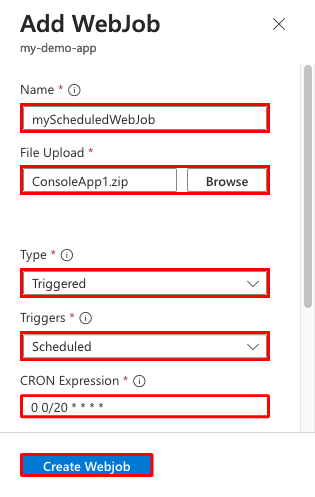 Add WebJob
my-demo-app
Name *
myScheduledWebJob
File Upload *
ConsoleApp1.zip Browse
Type *
Triggered
Triggers *
Scheduled
CRON Expression *
0 0/20 * * * *
Create Webjob